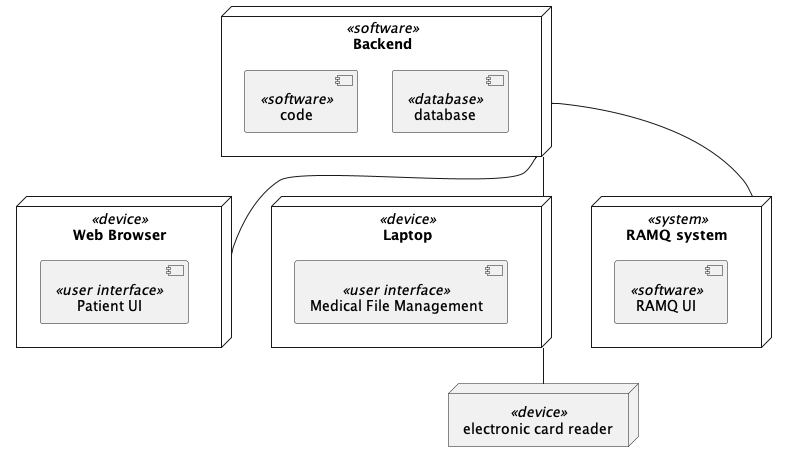 «software»
Backend
«software»
code
«database»
database
«device»
Web Browser
«user interface»
Patient UI
«device»
Laptop
«user interface»
Medical File Management
«system»
RAMQ system
«software»
RAMQ UI
«device»
electronic card reader